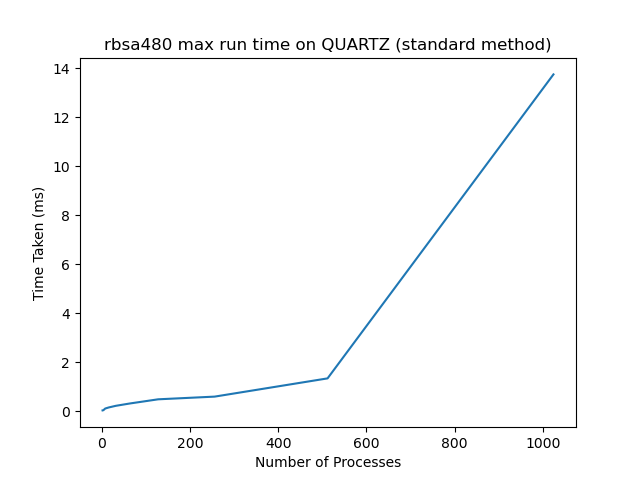 rbsa480 max run time on QUARTZ (standard method)
14
12
10
8
6
4
2
0
Time Taken (ms)
0 200 400 600 800 1000
Number of Processes